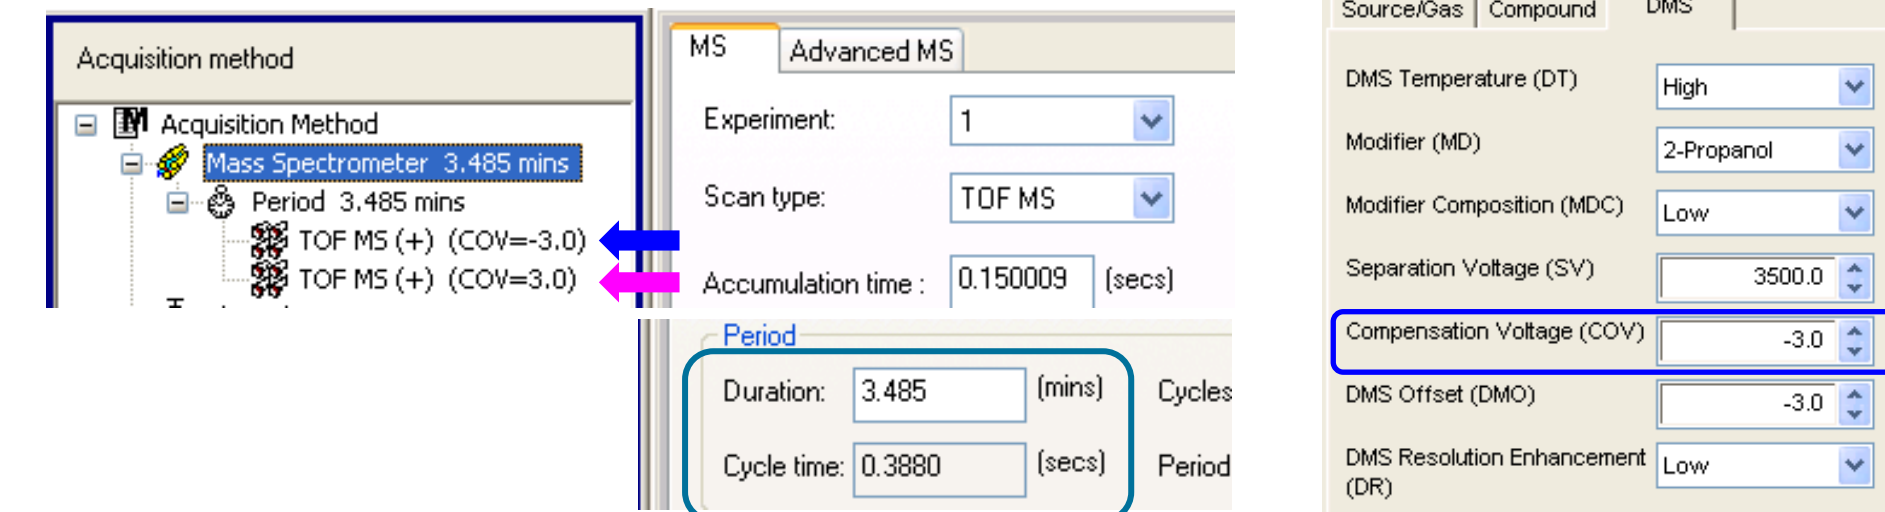 Acquisition method
Acquisition Method
Mass Spectrometer 3.485 mins
Period 3.485 mins
TOF MS (+) (COV=-3.0)
TOF MS (+) (COV=3.0)
MS Advanced MS
Experiment: 1
Scan type: TOF MS
Accumulation time : 0.150009 (secs)
Period
Duration: 3.485 (mins) Cycles
Cycle time: 0.3880 (secs) Period
Source/Gas Compound DMS
DMS Temperature (DT) High
Modifier (MD) 2-Propanol
Modifier Composition (MDC) Low
Separation Voltage (SV) 3500.0
Compensation Voltage (COV) -3.0
DMS Offset (DMO) -3.0
DMS Resolution Enhancement Low
(DR)